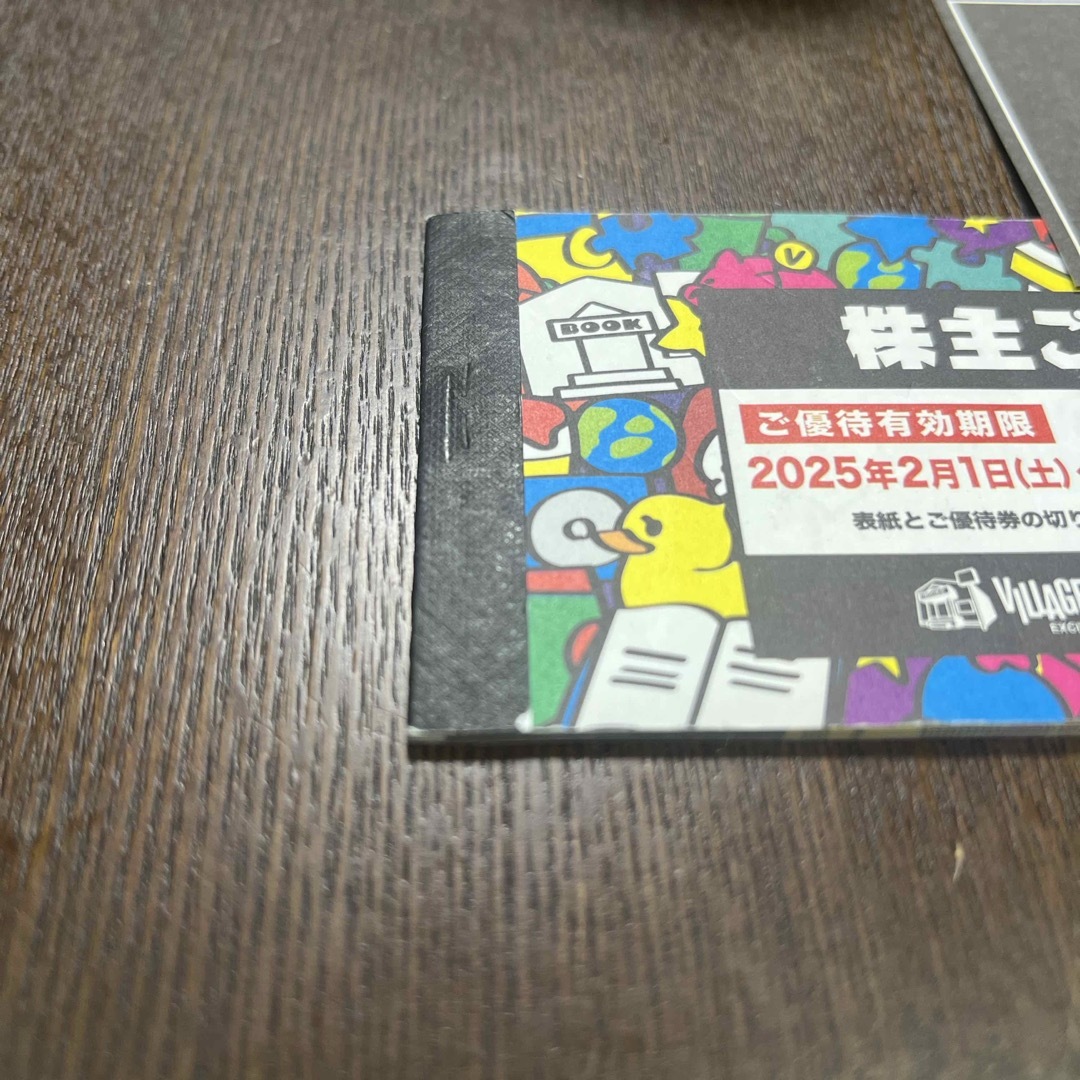 V
BOOK
株主ご
ご優待有効期限
2025年2月1日(土)
表紙とご優待券の切り
VILLAGE